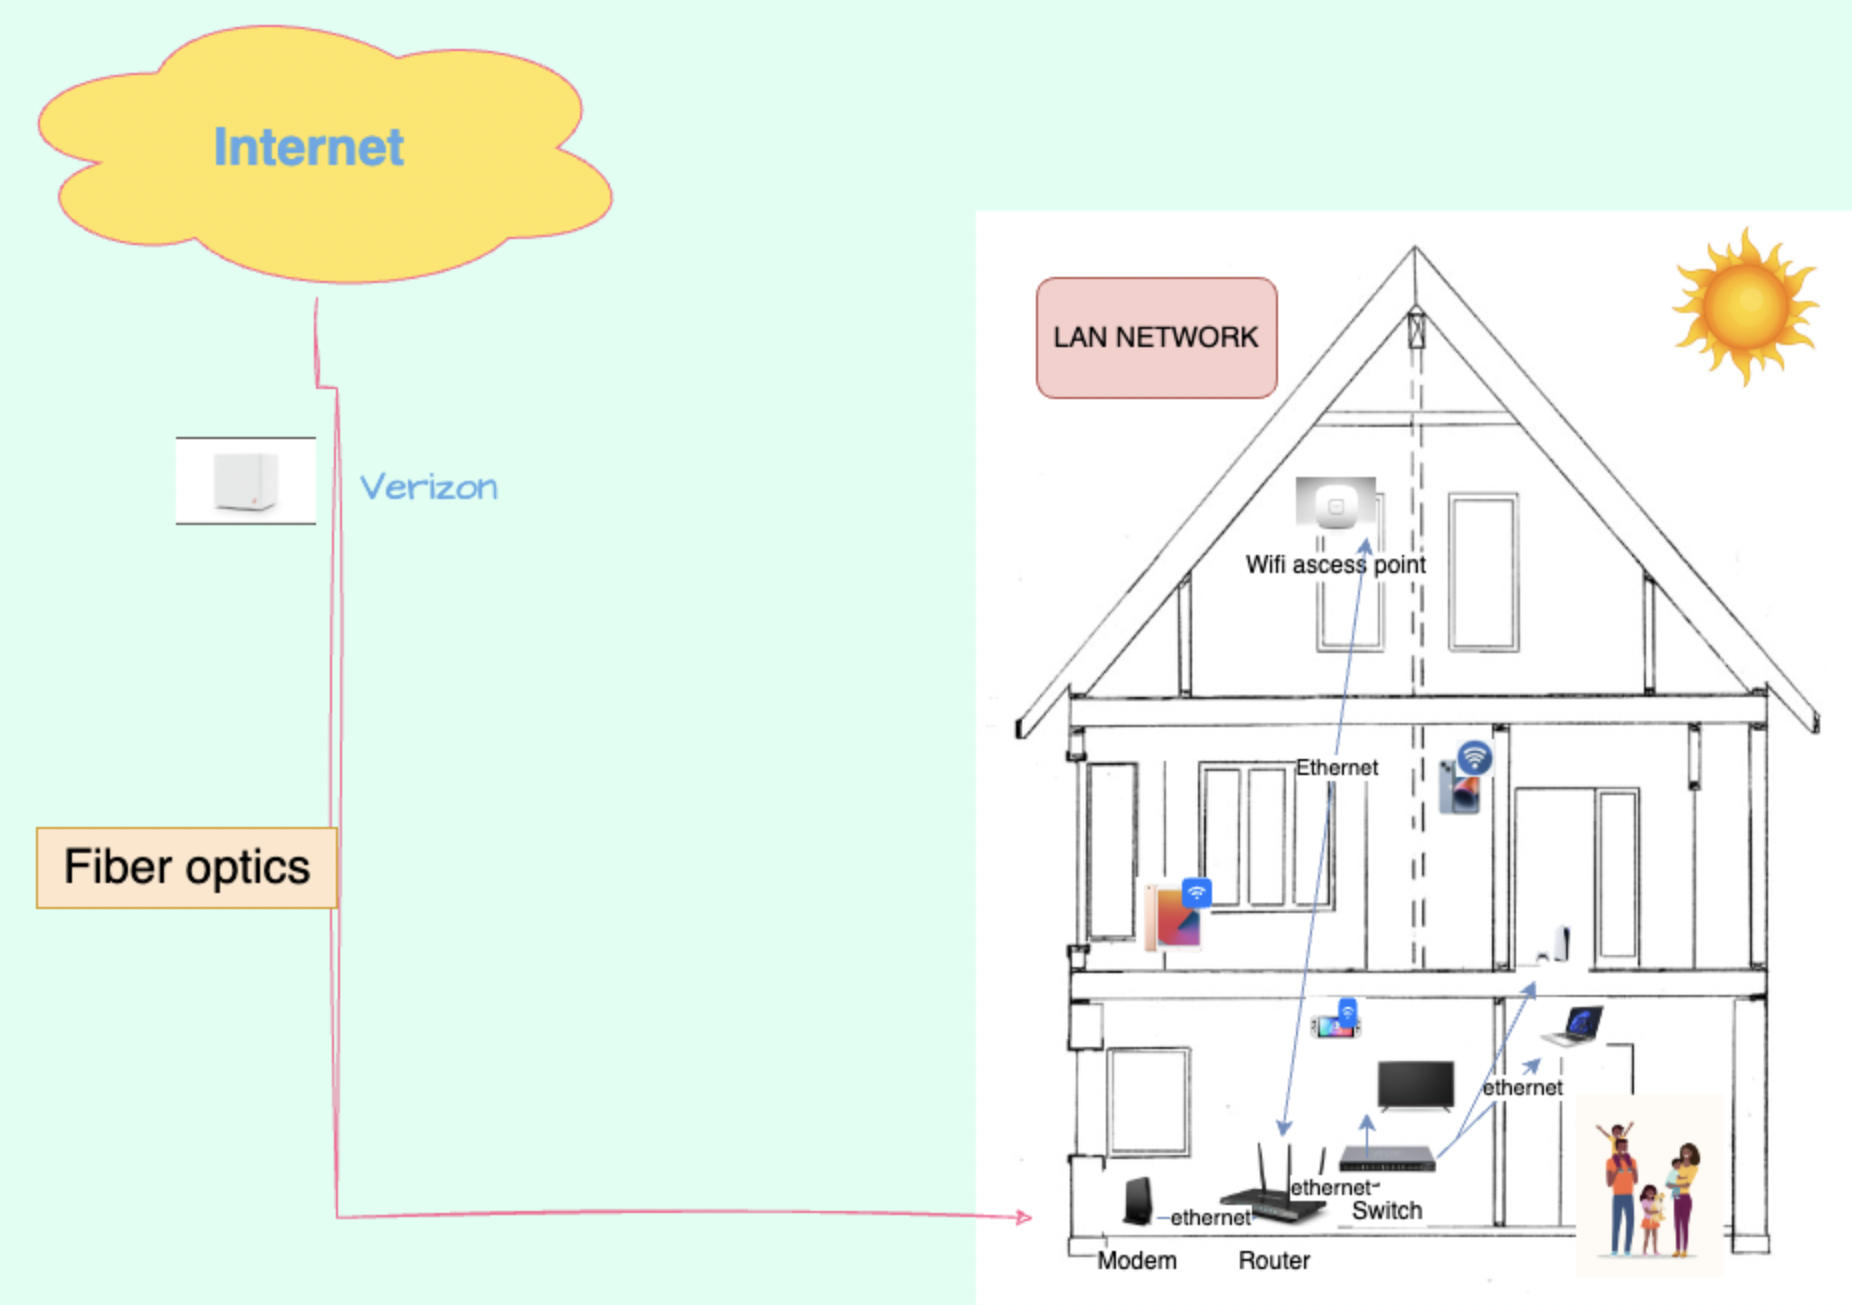 Internet
LAN NETWORK
Verizon
Wifi ascess point
Ethernet
Fiber optics
ethernet
ethernet
Switch
ethernet
Modem
Router